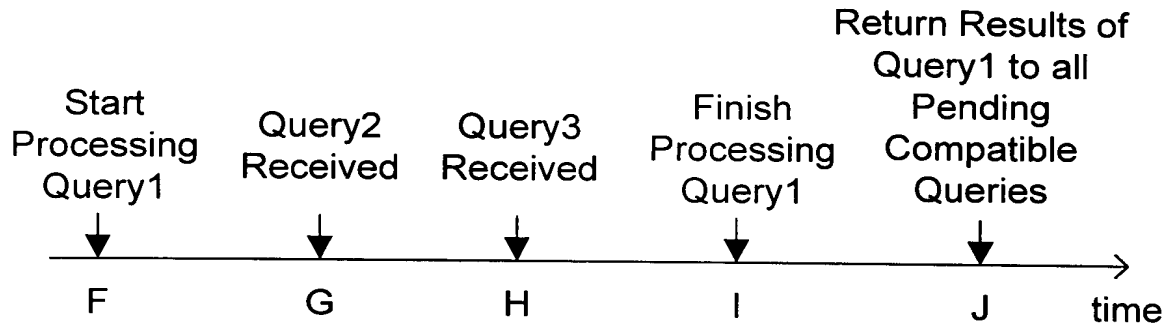 Start
Processing
Query1
Query2
Received
Query3
Received
Finish
Processing
Query1
Return Results of
Query1 to all
Pending
Compatible
Queries
F
G
H
I
J
time